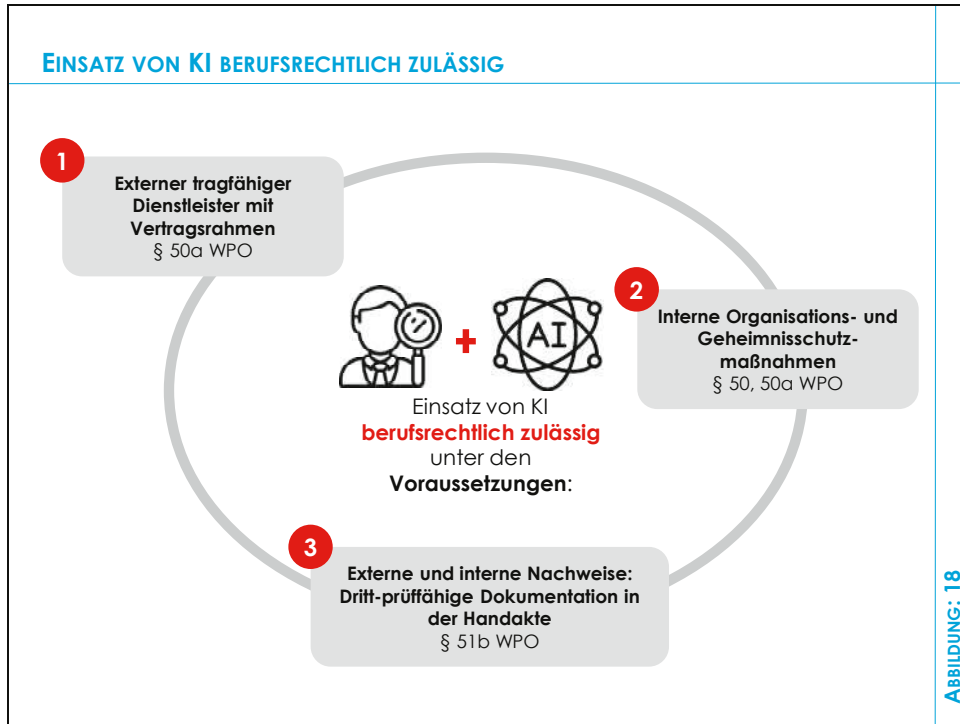 EINSATZ VON KI BERUFSRECHTLICH ZULÄSSIG
1
Externer tragfähiger
Dienstleister mit
Vertragsrahmen
§ 50a WPO
2
Interne Organisations- und
Geheimnisschutz-
maßnahmen
§ 50, 50a WPO
+
AI
Einsatz von KI
berufsrechtlich zulässig
unter den
Voraussetzungen:
3
Externe und interne Nachweise:
Dritt-prüffähige Dokumentation in
der Handakte
§ 51b WPO
ABBILDUNG: 18